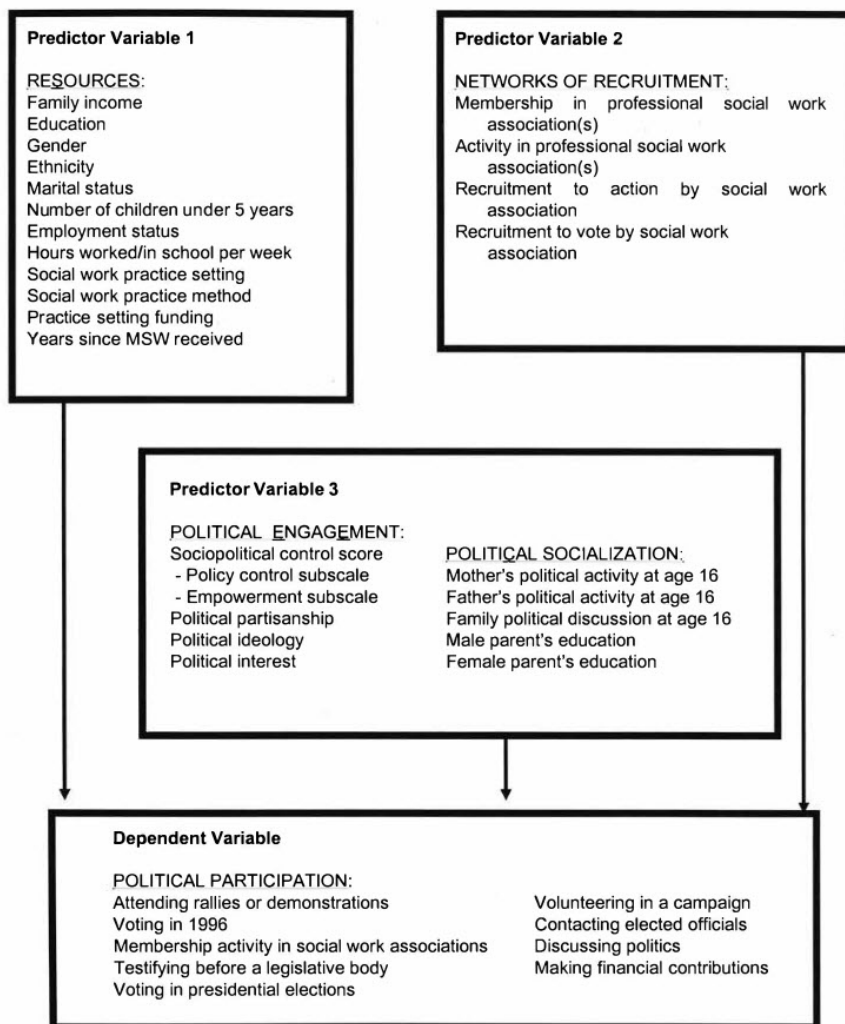 Predictor Variable 1
RESOURCES:
Family income
Education
Gender
Ethnicity
Marital status
Number of children under 5 years
Employment status
Hours worked/in school per week
Social work practice setting
Social work practice method
Practice setting funding
Years since MSW received
Predictor Variable 2
NETWORKS OF RECRUITMENT:
Membership in professional social work
association(s)
Activity in professional social work
association(s)
Recruitment to action by social work
association
Recruitment to vote by social work
association
Predictor Variable 3
POLITICAL ENGAGEMENT:
Sociopolitical control score
- Policy control subscale
- Empowerment subscale
Political partisanship
Political ideology
Political interest
POLITICAL SOCIALIZATION:
Mother's political activity at age 16
Father's political activity at age 16
Family political discussion at age 16
Male parent's education
Female parent's education
Dependent Variable
POLITICAL PARTICIPATION:
Attending rallies or demonstrations
Voting in 1996
Membership activity in social work associations
Testifying before a legislative body
Voting in presidential elections
Volunteering in a campaign
Contacting elected officials
Discussing politics
Making financial contributions